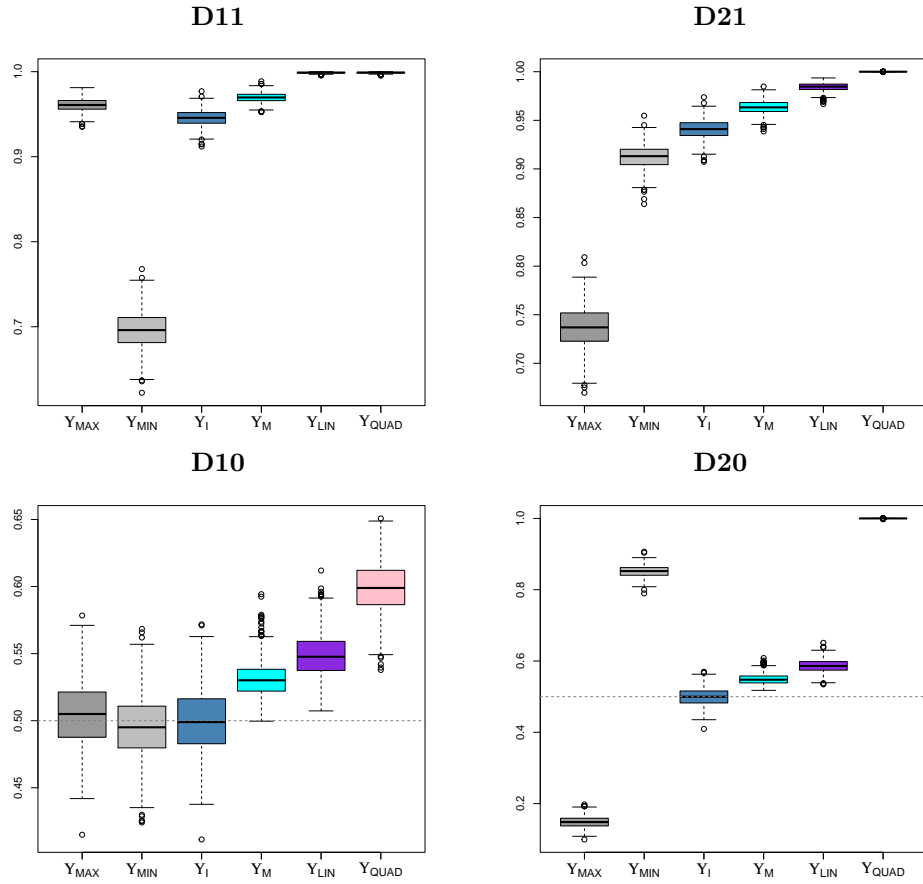 D11
1.0
0.9
0.8
0.7
Y_MAX Y_MIN Y_I Y_M Y_LIN Y_QUAD
D21
1.00
0.95
0.90
0.85
0.80
0.75
0.70
Y_MAX Y_MIN Y_I Y_M Y_LIN Y_QUAD
D10
0.65
0.60
0.55
0.50
0.45
Y_MAX Y_MIN Y_I Y_M Y_LIN Y_QUAD
D20
1.0
0.8
0.6
0.4
0.2
Y_MAX Y_MIN Y_I Y_M Y_LIN Y_QUAD